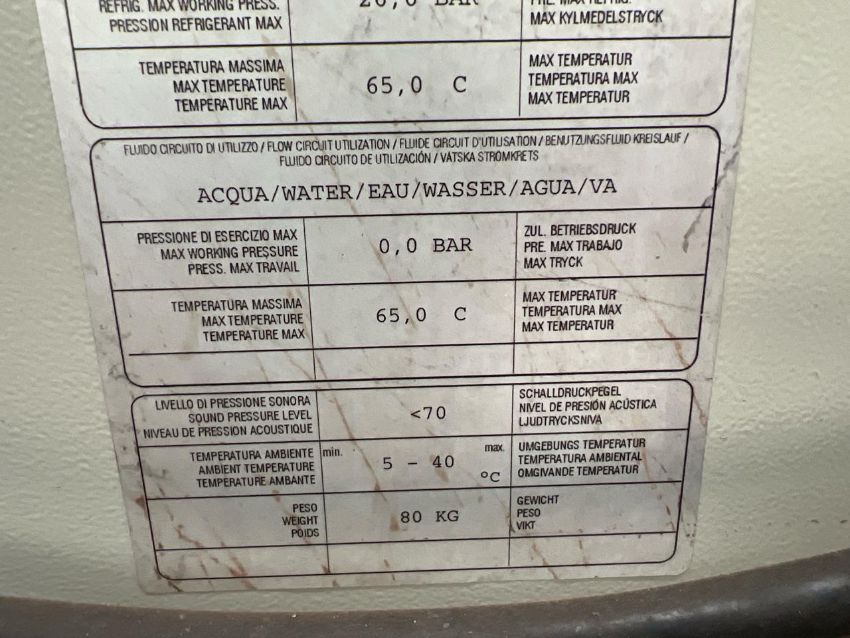 REFRIG. MAX WORKING PRESS.
PRESSION REFRIGERANT MAX
BAR
MAX KYLMEDELSTRYCK
TEMPERATURA MASSIMA
MAX TEMPERATURE
TEMPERATURE MAX
65,0 C
MAX TEMPERATUR
TEMPERATURA MAX
MAX TEMPERATUR
FLUIDO CIRCUITO DI UTILIZZO / FLOW CIRCUIT UTILIZATION / FLUIDE CIRCUIT D'UTILISATION / BENUTZUNGSFLUID KREISLAUF /
FLUIDO CIRCUITO DE UTILIZACIÓN / VÄTSKA STRÖMKRETS
ACQUA/WATER/EAU/WASSER/AGUA/VA
PRESSIONE DI ESERCIZIO MAX
MAX WORKING PRESSURE
PRESS. MAX TRAVAIL
0,0 BAR
ZUL. BETRIEBSDRUCK
PRE. MAX TRABAJO
MAX TRYCK
TEMPERATURA MASSIMA
MAX TEMPERATURE
TEMPERATURE MAX
65,0 C
MAX TEMPERATUR
TEMPERATURA MAX
MAX TEMPERATUR
LIVELLO DI PRESSIONE SONORA
SOUND PRESSURE LEVEL
NIVEAU DE PRESSION ACOUSTIQUE
<70
SCHALLDRUCKPEGEL
NIVEL DE PRESIÓN ACÚSTICA
LJUDTRYCKSNIVA
TEMPERATURA AMBIENTE
AMBIENT TEMPERATURE
TEMPERATURE AMBANTE
min.
5 - 40
max.
°C
UMGEBUNGS TEMPERATUR
TEMPERATURA AMBIENTAL
OMGIVANDE TEMPERATUR
PESO
WEIGHT
POIDS
80 KG
GEWICHT
PESO
VIKT